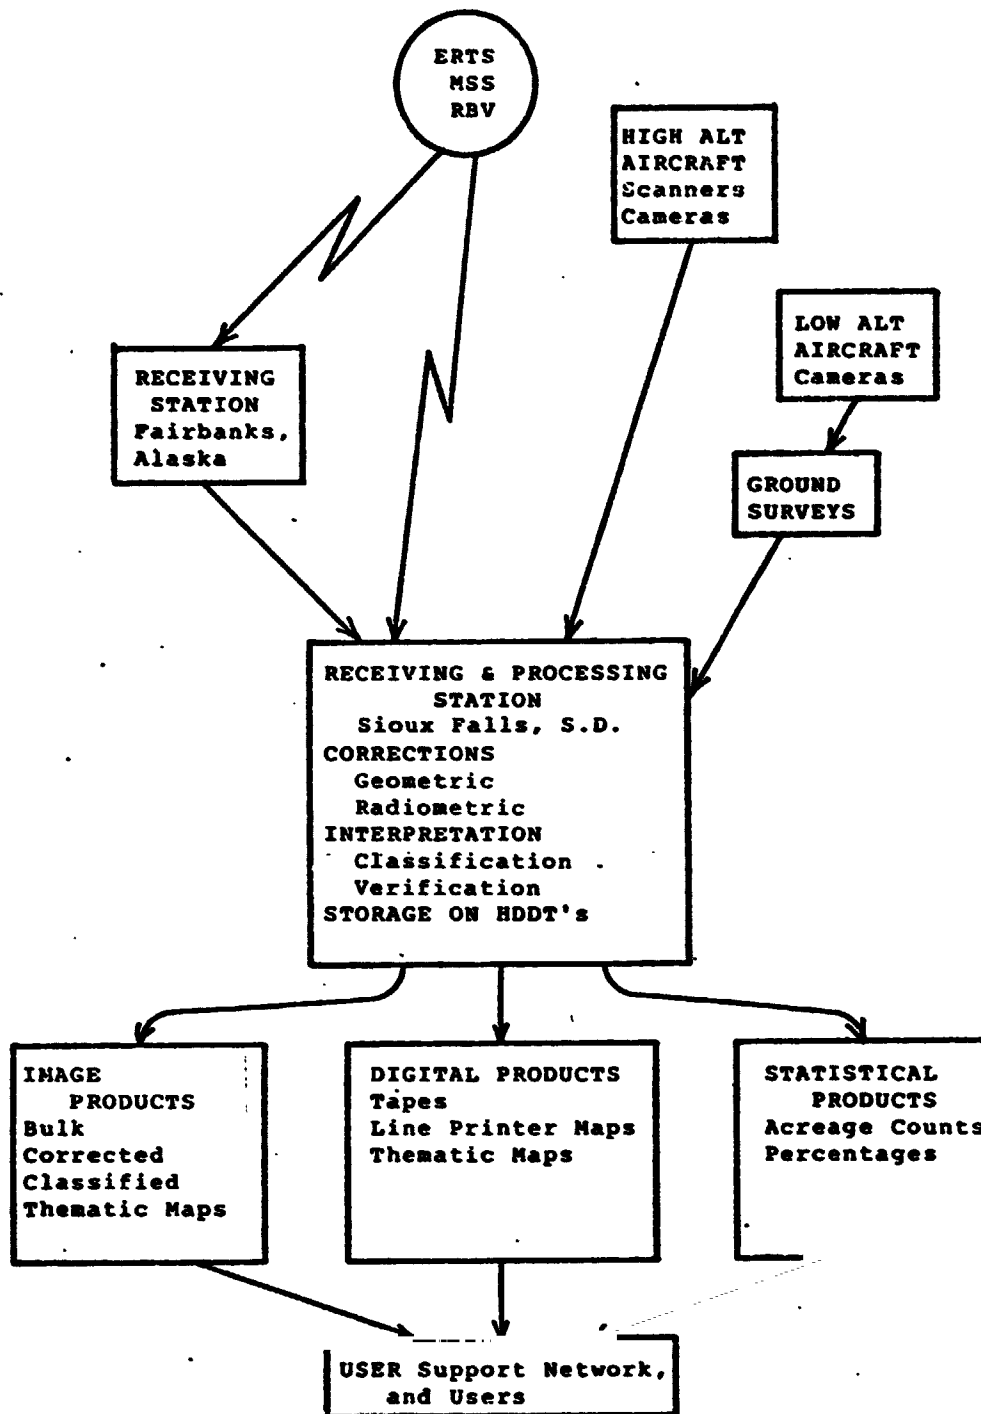 ERTS
MSS
RBV
HIGH ALT
AIRCRAFT
Scanners
Cameras
LOW ALT
AIRCRAFT
Cameras
RECEIVING
STATION
Fairbanks,
Alaska
GROUND
SURVEYS
RECEIVING & PROCESSING
STATION
Sioux Falls, S.D.
CORRECTIONS
Geometric
Radiometric
INTERPRETATION
Classification
Verification
STORAGE ON HDDT's
IMAGE
PRODUCTS
Bulk
Corrected
Classified
Thematic Maps
DIGITAL PRODUCTS
Tapes
Line Printer Maps
Thematic Maps
STATISTICAL
PRODUCTS
Acreage Counts
Percentages
USER Support Network,
and Users